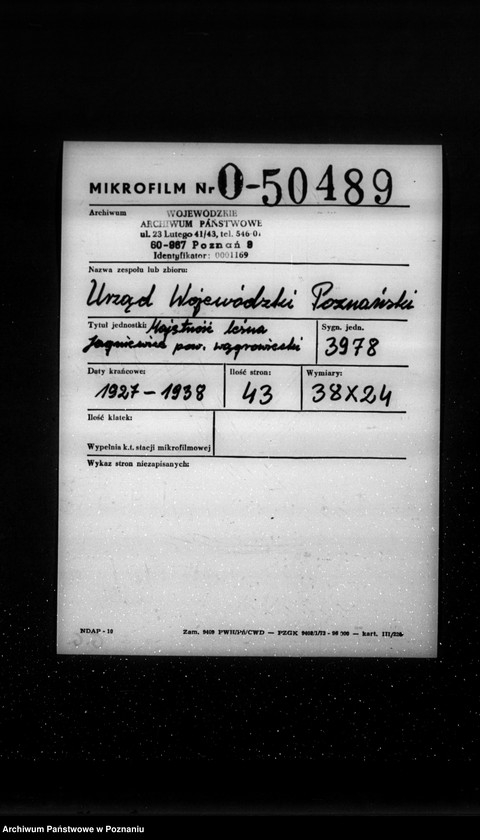 MIKROFILM Nr O-50489
Archiwum
WOJEWÓDZKIE
ARCHIWUM PAŃSTWOWE
ul. 23 Lutego 41/43, tel. 546-0
60-967 Poznań 9
Identyfikator: 0001169
Nazwa zespołu lub zbioru:
Urząd Wojewódzki Poznański
Tytuł jednostki: Majętność leśna
pow. wągrowiecki
Sygn. jedn.
3978
Daty krańcowe:
1927-1938
Ilość stron:
43
Wymiary:
38X24
Ilość klatek:
Wypełnia k.t. stacji mikrofilmowej
Wykaz stron niezapisanych:
NDAP-10
Zam. PZGK kart.
Archiwum Państwowe w Poznaniu